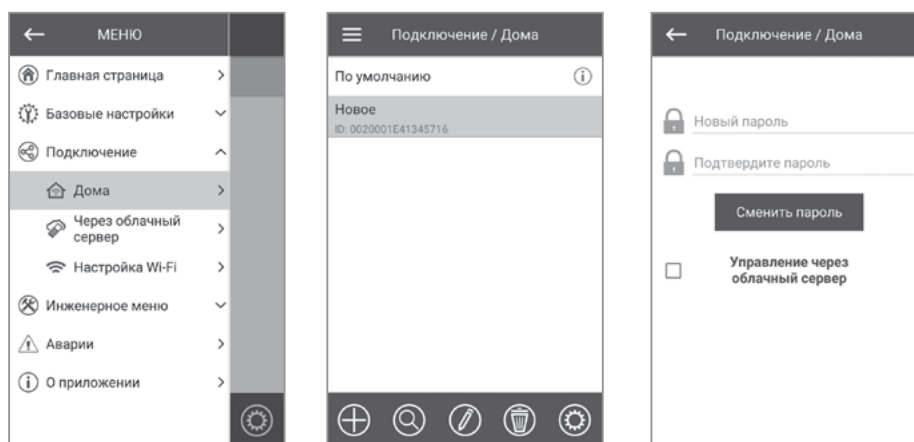 МЕНЮ
Главная страница
Базовые настройки
Подключение
Дома
Через облачный
сервер
Настройка Wi-Fi
Инженерное меню
Аварии
О приложении
Подключение / Дома
По умолчанию
Новое
ID: 0020001E41345716
Подключение / Дома
Новый пароль
Подтвердите пароль
Сменить пароль
Управление через
облачный сервер